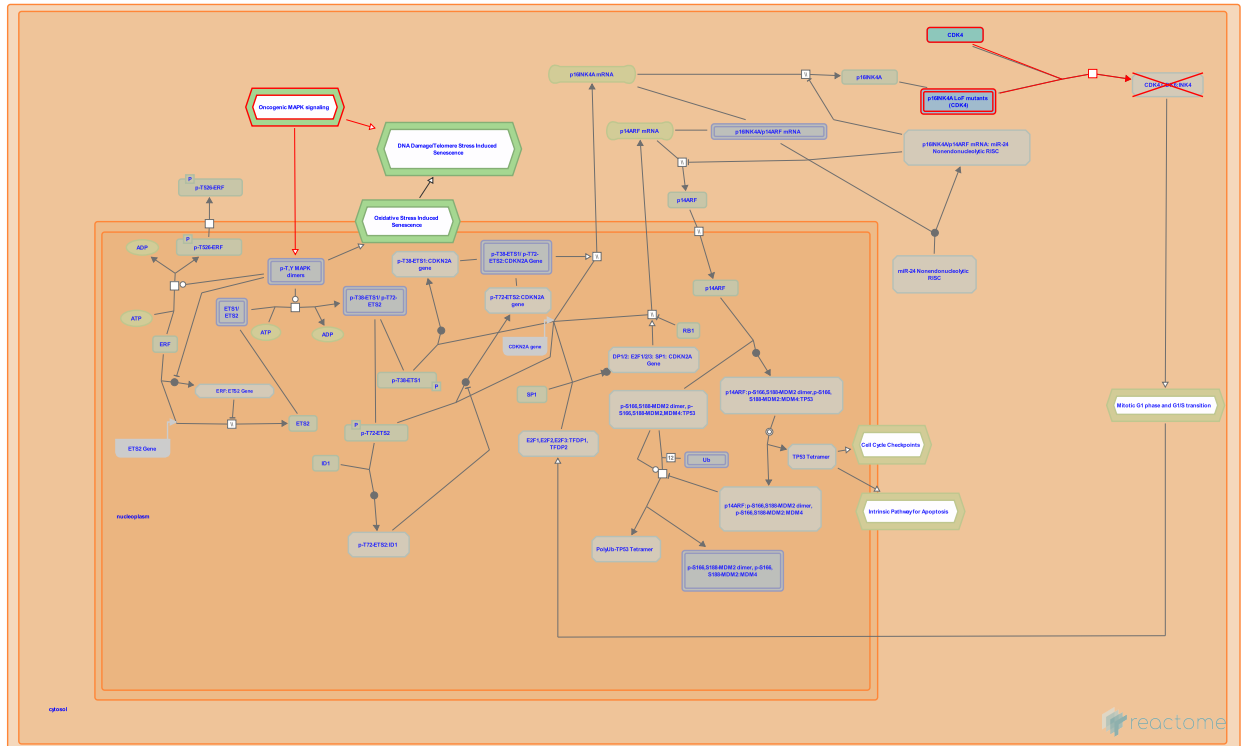 CDK4
p16INK4A mRNA
p16INK4A
p16INK4A LoF mutants
(CDK4)
Oncogenic MAPK signaling
p14ARF mRNA
p16INK4A/p14ARF mRNA
DNA Damage/Telomere Stress Induced
Senescence
p16INK4A/p14ARF mRNA: miR-24
Nonendonucleolytic RISC
P
p-T526-ERF
p14ARF
Oxidative Stress Induced
Senescence
P
p-T526-ERF
ADP
p-T,Y MAPK
dimers
p-T38-ETS1:CDKN2A
gene
p-T38-ETS1/ p-T72-
ETS2:CDKN2A Gene
miR-24 Nonendonucleolytic
RISC
p14ARF
p-T38-ETS1/ p-T72-
ETS2
p-T72-ETS2:CDKN2A
gene
ETS1/
ETS2
ATP
ATP
ADP
RB1
ERF
CDKN2A gene
DP1/2: E2F1/2/3: SP1: CDKN2A
Gene
p-T38-ETS1
P
ERF: ETS2 Gene
SP1
p14ARF:p-S166,S188-MDM2 dimer,p-S166,
S188-MDM2:MDM4:TP53
p-S166,S188-MDM2 dimer, p-
S166,S188-MDM2,MDM4:TP53
Mitotic G1 phase and G1/S transition
ETS2
P
p-T72-ETS2
ETS2 Gene
E2F1,E2F2,E2F3:TFDP1,
TFDP2
Cell Cycle Checkpoints
TP53 Tetramer
12
Ub
ID1
p14ARF: p-S166,S188-MDM2 dimer,
p-S166,S188-MDM2:MDM4
Intrinsic Pathway for Apoptosis
nucleoplasm
p-T72-ETS2:ID1
PolyUb-TP53 Tetramer
p-S166,S188-MDM2 dimer, p-S166,
S188-MDM2:MDM4
cytosol
reactome